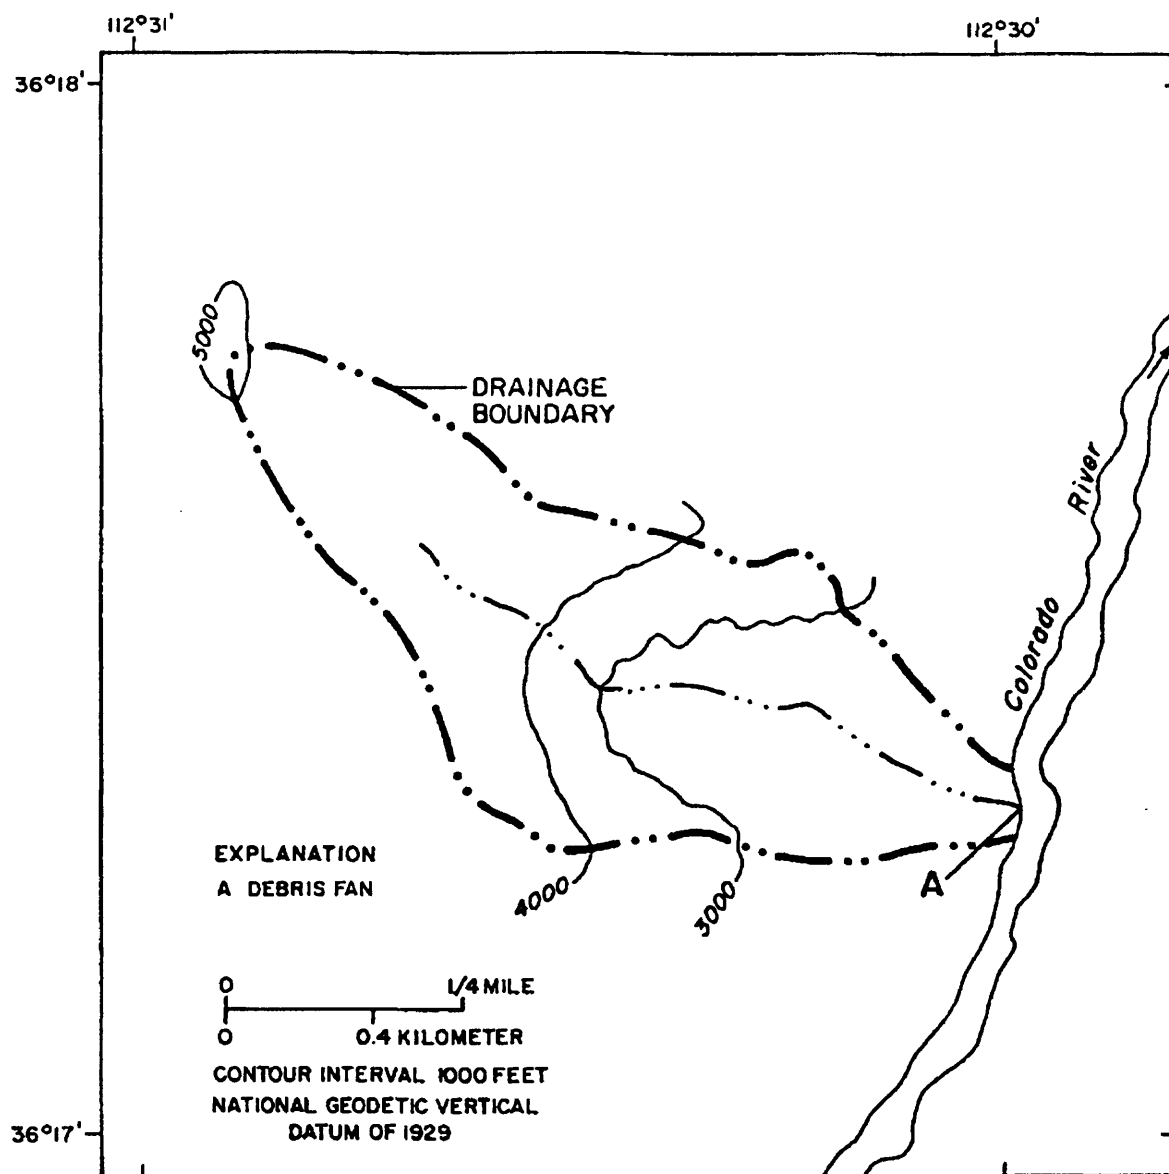 112°31'
112°30'
36°18'
5000
DRAINAGE
BOUNDARY
River
Colorado
EXPLANATION
A DEBRIS FAN
A
4000
3000
0 1/4 MILE
0 0.4 KILOMETER
CONTOUR INTERVAL 1000 FEET
NATIONAL GEODETIC VERTICAL
DATUM OF 1929
36°17'